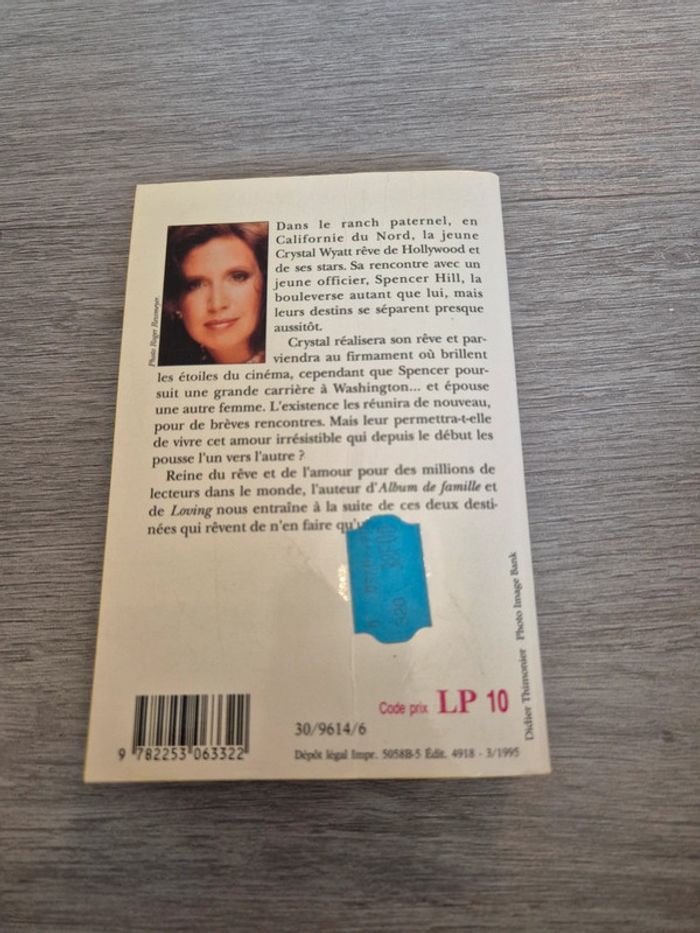 Dans le ranch paternel, en
Californie du Nord, la jeune
Crystal Wyatt rêve de Hollywood et
de ses stars. Sa rencontre avec un
jeune officier, Spencer Hill, la
bouleverse autant que lui, mais
leurs destins se séparent presque
aussitôt.
Crystal réalisera son rêve et par-
viendra au firmament où brillent
les étoiles du cinéma, cependant que Spencer pour-
suit une grande carrière à Washington... et épouse
une autre femme. L'existence les réunira de nouveau,
pour de brèves rencontres. Mais leur permettra-t-elle
de vivre cet amour irrésistible qui depuis le début les
pousse l'un vers l'autre ?
Reine du rêve et de l'amour pour des millions de
lecteurs dans le monde, l'auteur d'Album de famille et
de Loving nous entraîne à la suite de ces deux desti-
nées qui rêvent de n'en faire qu'u
Photo Roger Ressmeyer.
Didier Thimonier Photo Image Bank
Code prix LP 10
30/9614/6
9 782253 063322
Dépôt légal Impr. 5058B-5 Édit. 4918 - 3/1995